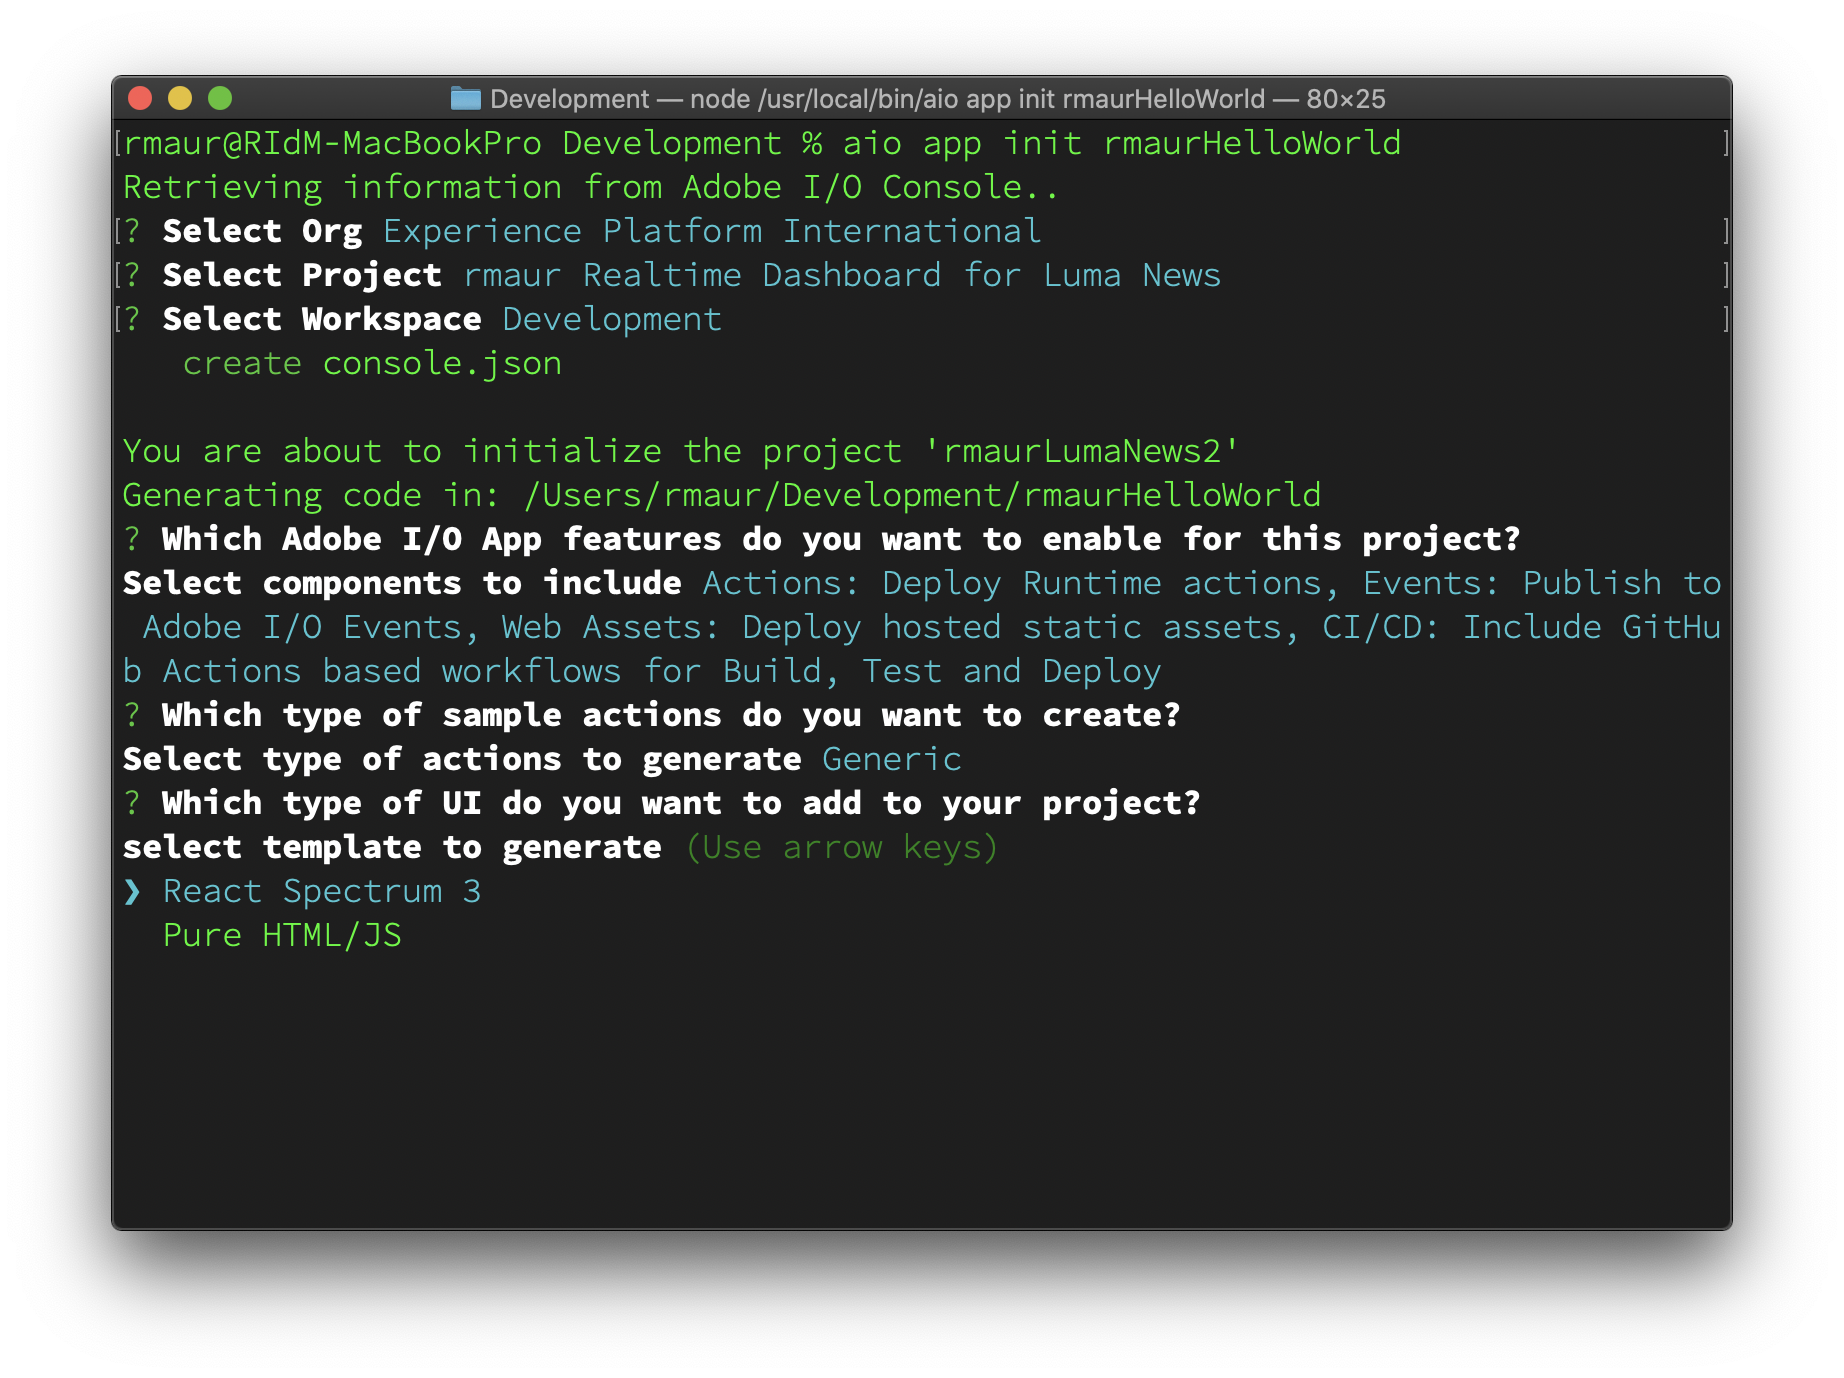 Development — node /usr/local/bin/aio app init rmaurHelloWorld — 80×25
[rmaur@RIdM-MacBookPro Development % aio app init rmaurHelloWorld ]
Retrieving information from Adobe I/O Console..
[? Select Org Experience Platform International ]
[? Select Project rmaur Realtime Dashboard for Luma News ]
[? Select Workspace Development ]
create console.json
You are about to initialize the project 'rmaurLumaNews2'
Generating code in: /Users/rmaur/Development/rmaurHelloWorld
? Which Adobe I/O App features do you want to enable for this project?
Select components to include Actions: Deploy Runtime actions, Events: Publish to
Adobe I/O Events, Web Assets: Deploy hosted static assets, CI/CD: Include GitHu
b Actions based workflows for Build, Test and Deploy
? Which type of sample actions do you want to create?
Select type of actions to generate Generic
? Which type of UI do you want to add to your project?
select template to generate (Use arrow keys)
❯ React Spectrum 3
Pure HTML/JS